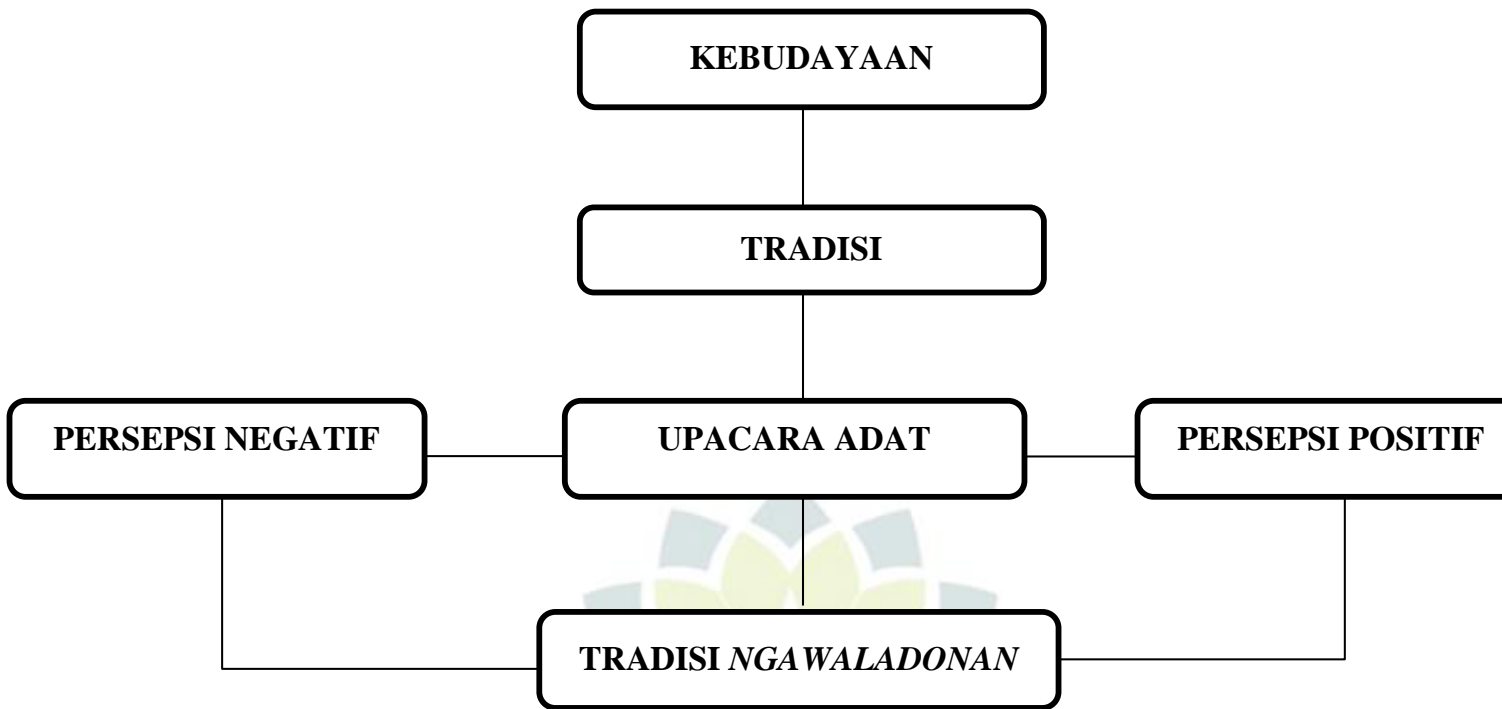 KEBUDAYAAN
TRADISI
PERSEPSI NEGATIF
UPACARA ADAT
PERSEPSI POSITIF
TRADISI NGAWALADONAN